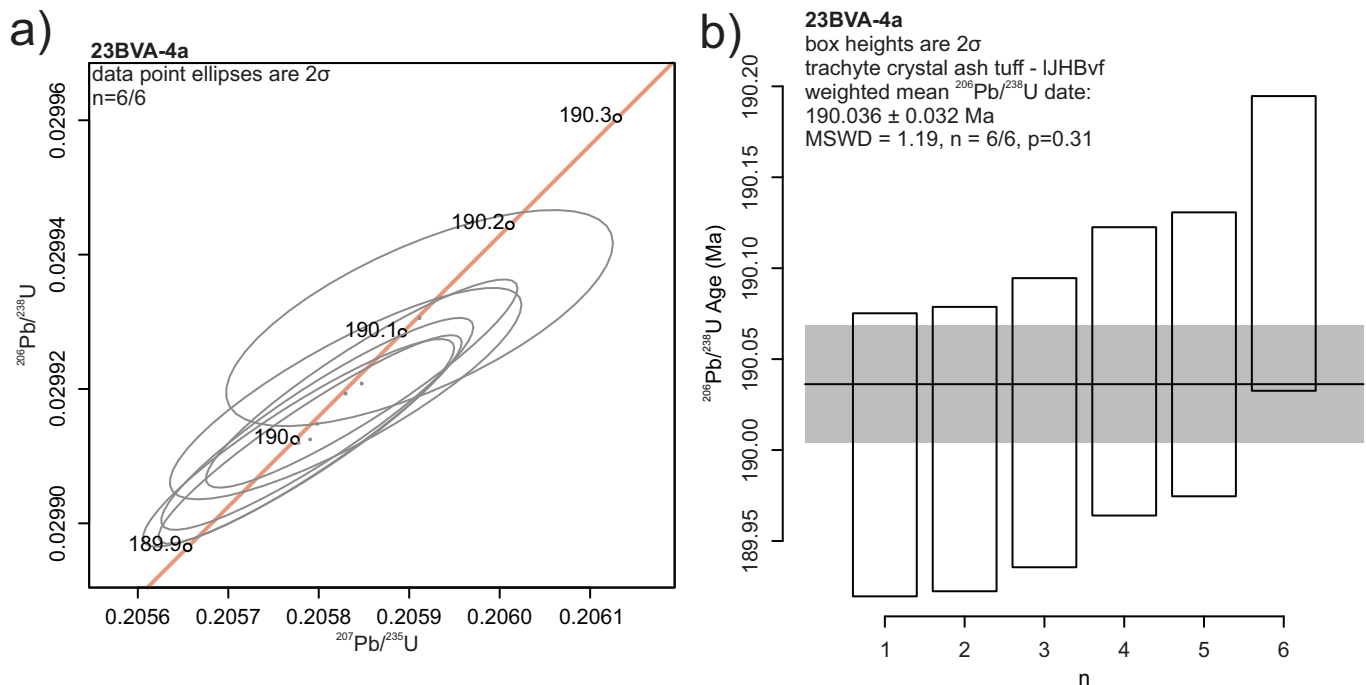 a)
23BVA-4a
data point ellipses are 2σ
n=6/6
190.3
190.2
190.1
190
189.9
0.02996
0.02994
0.02992
0.02990
²⁰⁶Pb/²³⁸U
0.2056 0.2057 0.2058 0.2059 0.2060 0.2061
²⁰⁷Pb/²³⁵U
b)
23BVA-4a
box heights are 2σ
trachyte crystal ash tuff - lJHBvf
weighted mean ²⁰⁶Pb/²³⁸U date:
190.036 ± 0.032 Ma
MSWD = 1.19, n = 6/6, p=0.31
190.20
190.15
190.10
190.05
190.00
189.95
²⁰⁶Pb/²³⁸U Age (Ma)
1 2 3 4 5 6
n